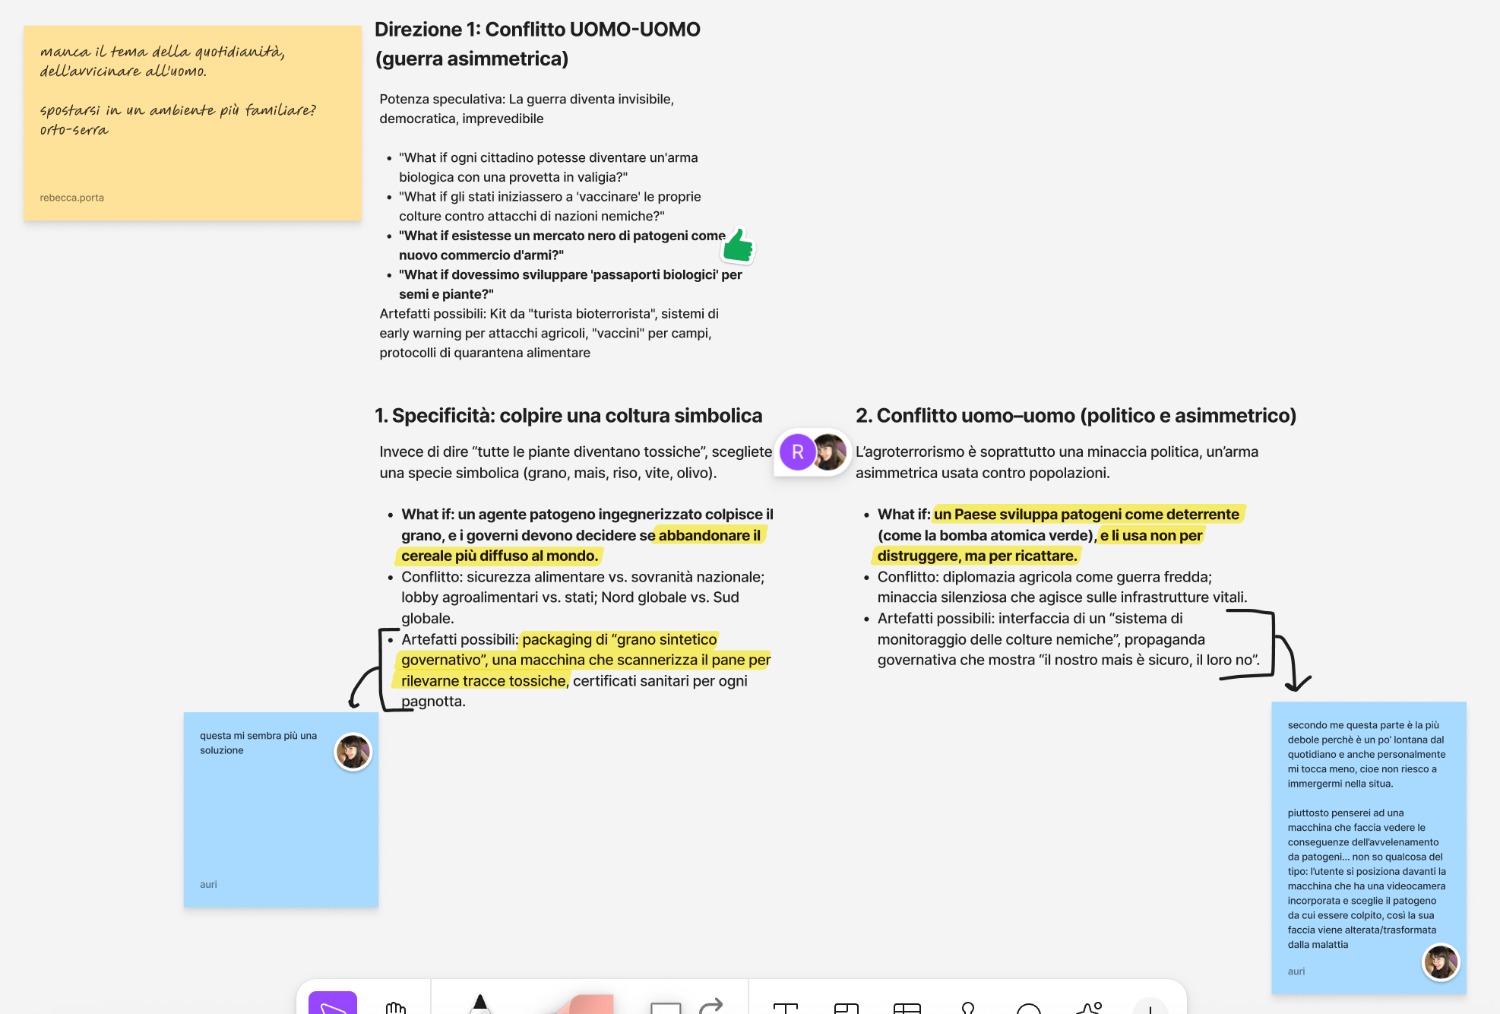 manca il tema della quotidianità,
dell'avvicinare all'uomo.
spostarsi in un ambiente più familiare?
orto-serra
rebecca.porta
Direzione 1: Conflitto UOMO-UOMO
(guerra asimmetrica)
Potenza speculativa: La guerra diventa invisibile,
democratica, imprevedibile
• "What if ogni cittadino potesse diventare un'arma
biologica con una provetta in valigia?"
• "What if gli stati iniziassero a 'vaccinare' le proprie
colture contro attacchi di nazioni nemiche?"
• "What if esistesse un mercato nero di patogeni come
nuovo commercio d'armi?"
• "What if dovessimo sviluppare 'passaporti biologici' per
semi e piante?"
Artefatti possibili: Kit da "turista bioterrorista", sistemi di
early warning per attacchi agricoli, "vaccini" per campi,
protocolli di quarantena alimentare
1. Specificità: colpire una coltura simbolica
Invece di dire “tutte le piante diventano tossiche”, scegliete
una specie simbolica (grano, mais, riso, vite, olivo).
• What if: un agente patogeno ingegnerizzato colpisce il
grano, e i governi devono decidere se abbandonare il
cereale più diffuso al mondo.
• Conflitto: sicurezza alimentare vs. sovranità nazionale;
lobby agroalimentari vs. stati; Nord globale vs. Sud
globale.
• Artefatti possibili: packaging di “grano sintetico
governativo”, una macchina che scannerizza il pane per
rilevarne tracce tossiche, certificati sanitari per ogni
pagnotta.
R
2. Conflitto uomo–uomo (politico e asimmetrico)
L’agroterrorismo è soprattutto una minaccia politica, un’arma
asimmetrica usata contro popolazioni.
• What if: un Paese sviluppa patogeni come deterrente
(come la bomba atomica verde), e li usa non per
distruggere, ma per ricattare.
• Conflitto: diplomazia agricola come guerra fredda;
minaccia silenziosa che agisce sulle infrastrutture vitali.
• Artefatti possibili: interfaccia di un “sistema di
monitoraggio delle colture nemiche”, propaganda
governativa che mostra “il nostro mais è sicuro, il loro no”.
questa mi sembra più una
soluzione
auri
secondo me questa parte è la più
debole perchè è un po' lontana dal
quotidiano e anche personalmente
mi tocca meno, cioe non riesco a
immergermi nella situa.
piuttosto penserei ad una
macchina che faccia vedere le
conseguenze dell'avvelenamento
da patogeni... non so qualcosa del
tipo: l'utente si posiziona davanti la
macchina che ha una videocamera
incorporata e sceglie il patogeno
da cui essere colpito, così la sua
faccia viene alterata/trasformata
dalla malattia
auri